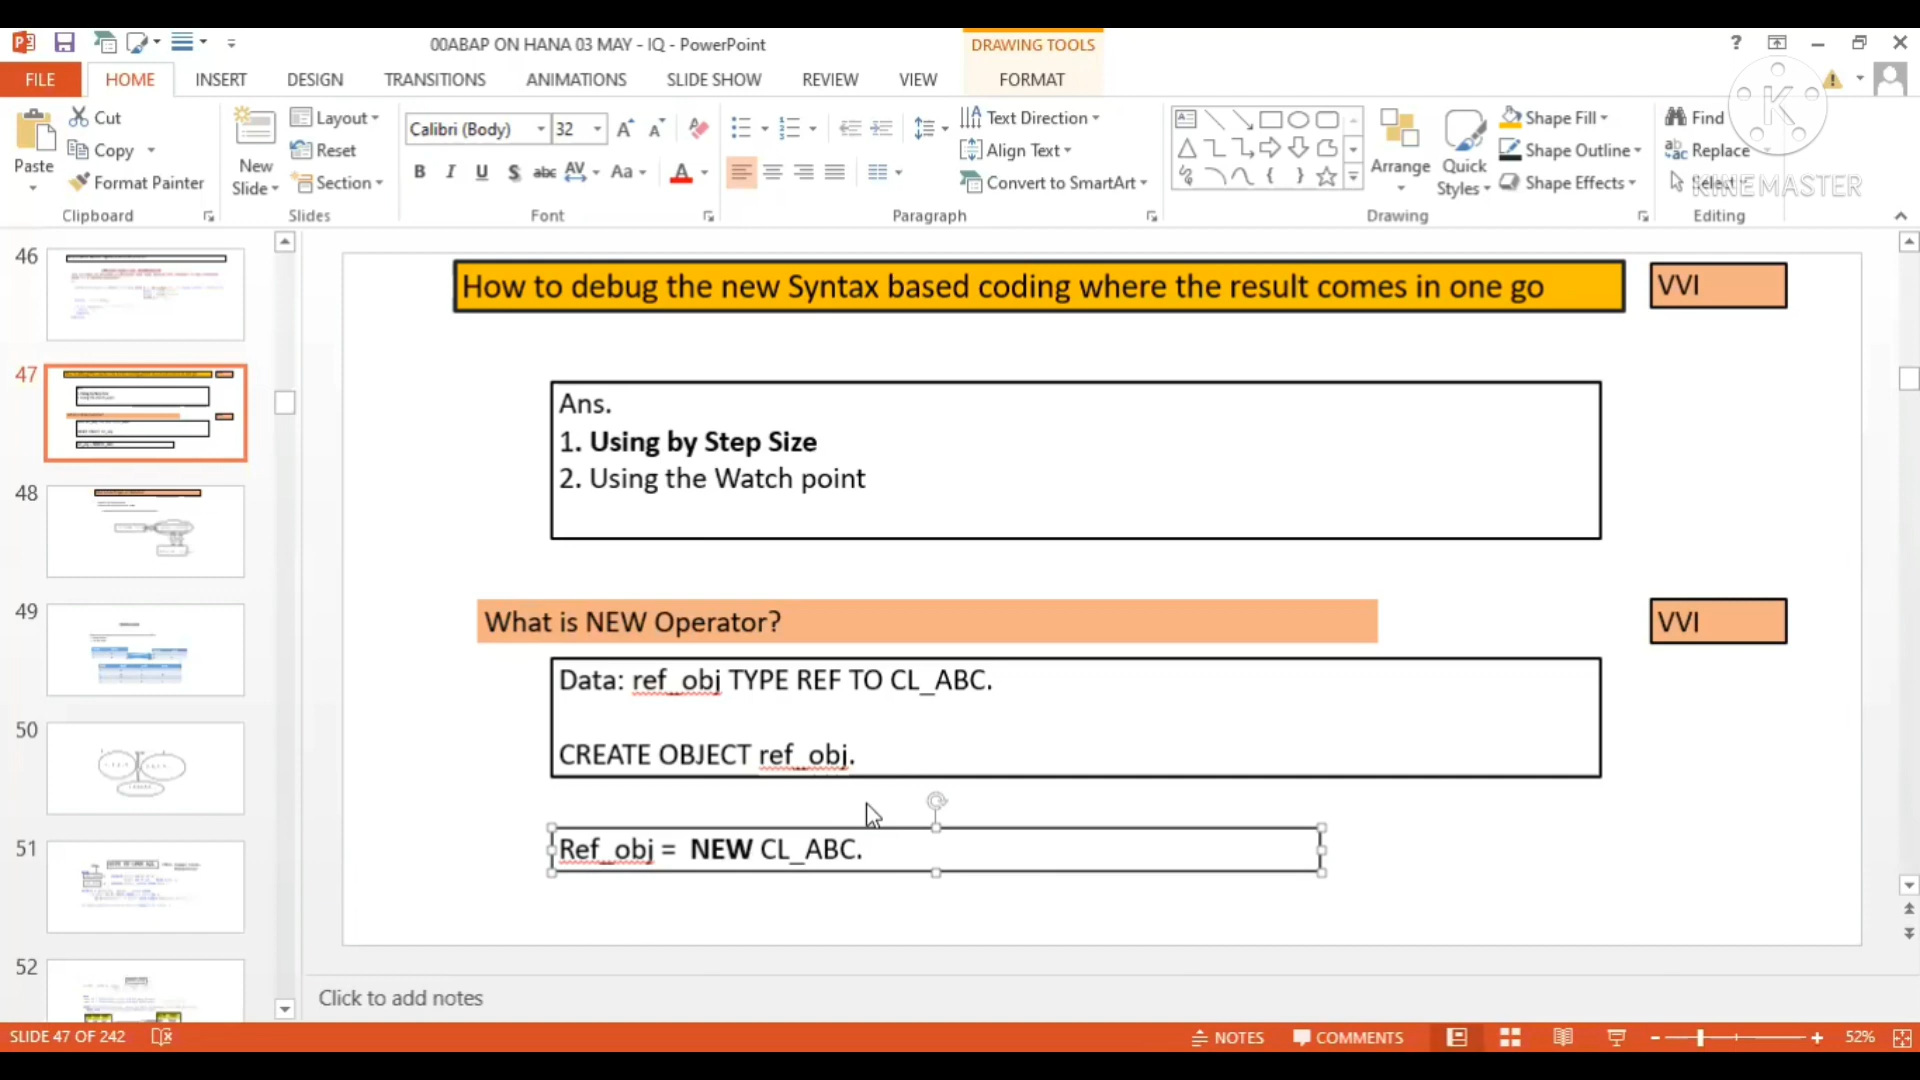 00ABAP ON HANA 03 MAY - IQ - PowerPoint
DRAWING TOOLS
FILE HOME INSERT DESIGN TRANSITIONS ANIMATIONS SLIDE SHOW REVIEW VIEW FORMAT
Paste
Cut
Copy
Format Painter
Clipboard
New
Slide
Layout
Reset
Section
Slides
Calibri (Body) 32
Font
Text Direction
Align Text
Convert to SmartArt
Paragraph
Arrange
Quick
Styles
Shape Fill
Shape Outline
Shape Effects
Drawing
Find
Replace
Select
Editing
KINEMASTER
46
47
48
49
50
51
52
How to debug the new Syntax based coding where the result comes in one go
VVI
Ans.
1. Using by Step Size
2. Using the Watch point
What is NEW Operator?
VVI
Data: ref_obj TYPE REF TO CL_ABC.
CREATE OBJECT ref_obj.
Ref_obj = NEW CL_ABC.
Click to add notes
SLIDE 47 OF 242
NOTES
COMMENTS
52%